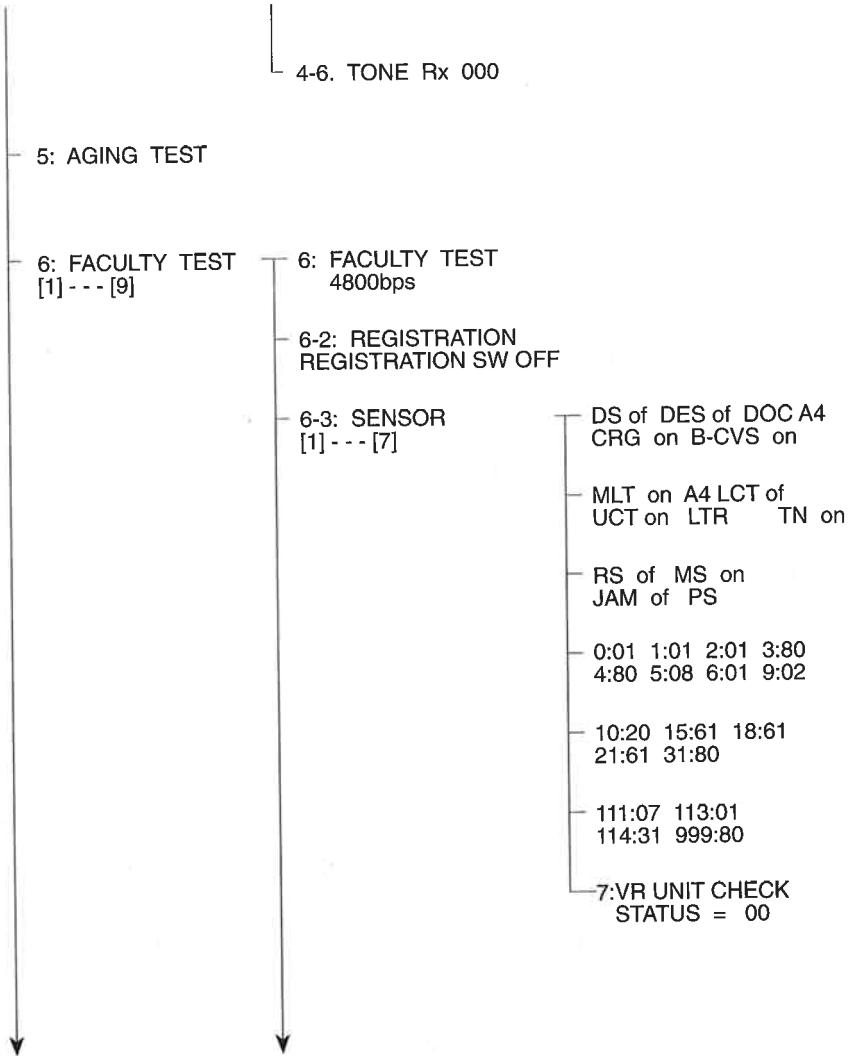 4-6. TONE Rx 000
5: AGING TEST
6: FACULTY TEST
[1] - - - [9]
6: FACULTY TEST
4800bps
6-2: REGISTRATION
REGISTRATION SW OFF
6-3: SENSOR
[1] - - - [7]
DS of DES of DOC A4
CRG on B-CVS on
MLT on A4 LCT of
UCT on LTR TN on
RS of MS on
JAM of PS
0:01 1:01 2:01 3:80
4:80 5:08 6:01 9:02
10:20 15:61 18:61
21:61 31:80
111:07 113:01
114:31 999:80
7:VR UNIT CHECK
STATUS = 00